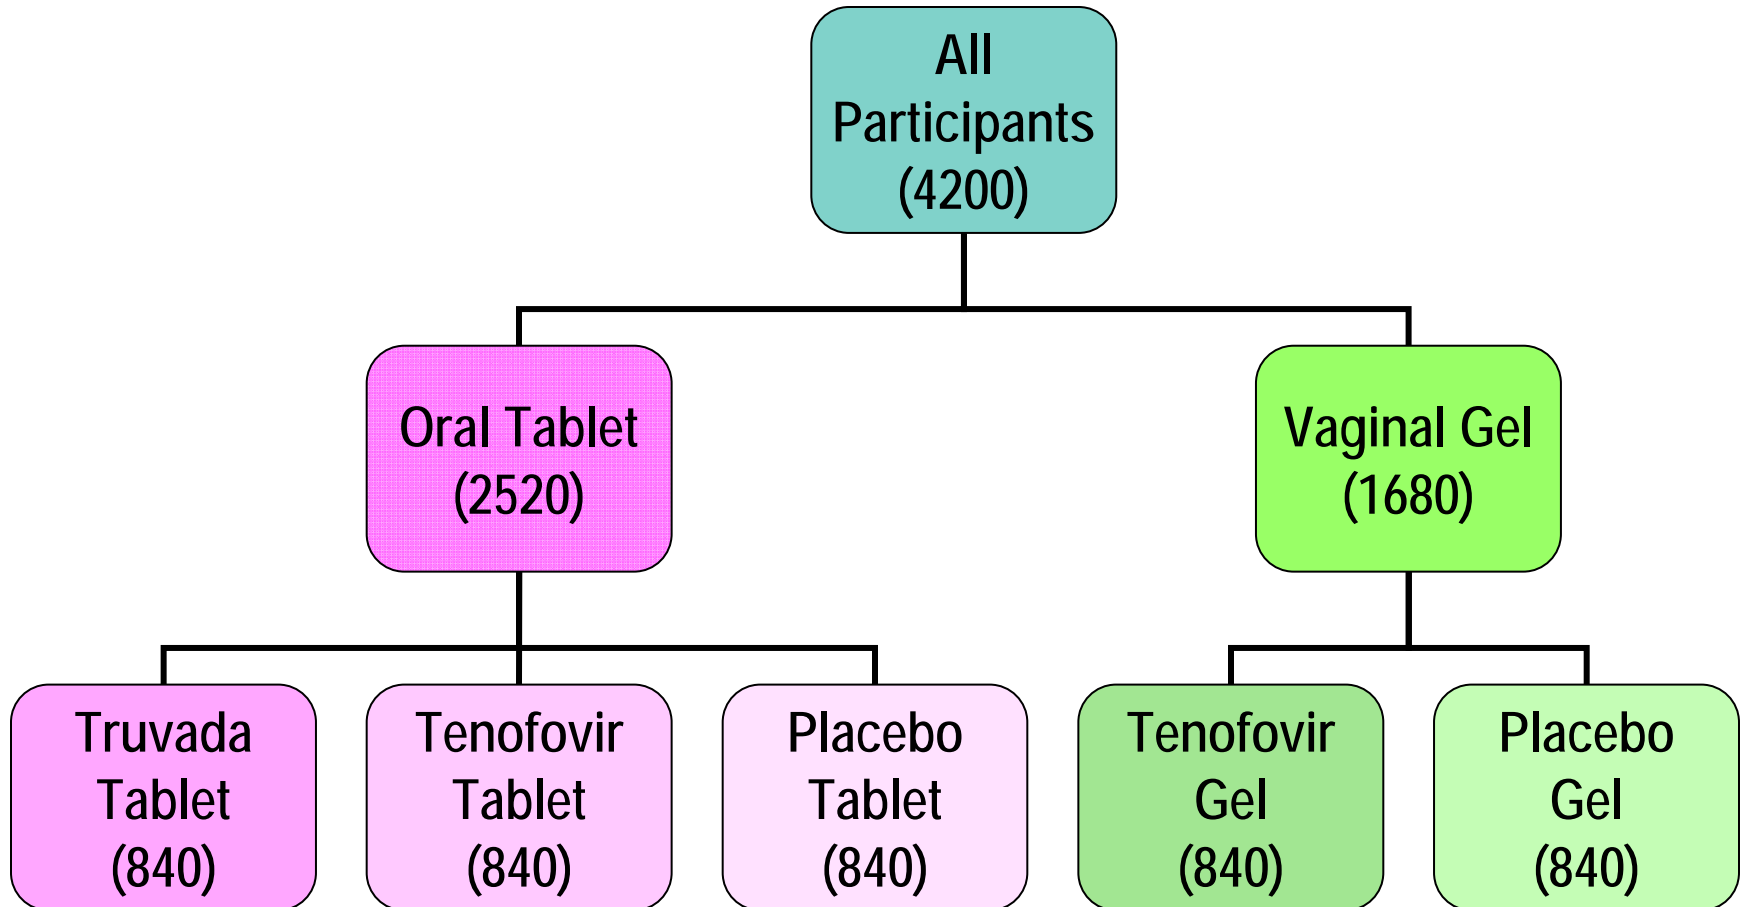 All
Participants
(4200)
Oral Tablet
(2520)
Vaginal Gel
(1680)
Truvada
Tablet
(840)
Tenofovir
Tablet
(840)
Placebo
Tablet
(840)
Tenofovir
Gel
(840)
Placebo
Gel
(840)